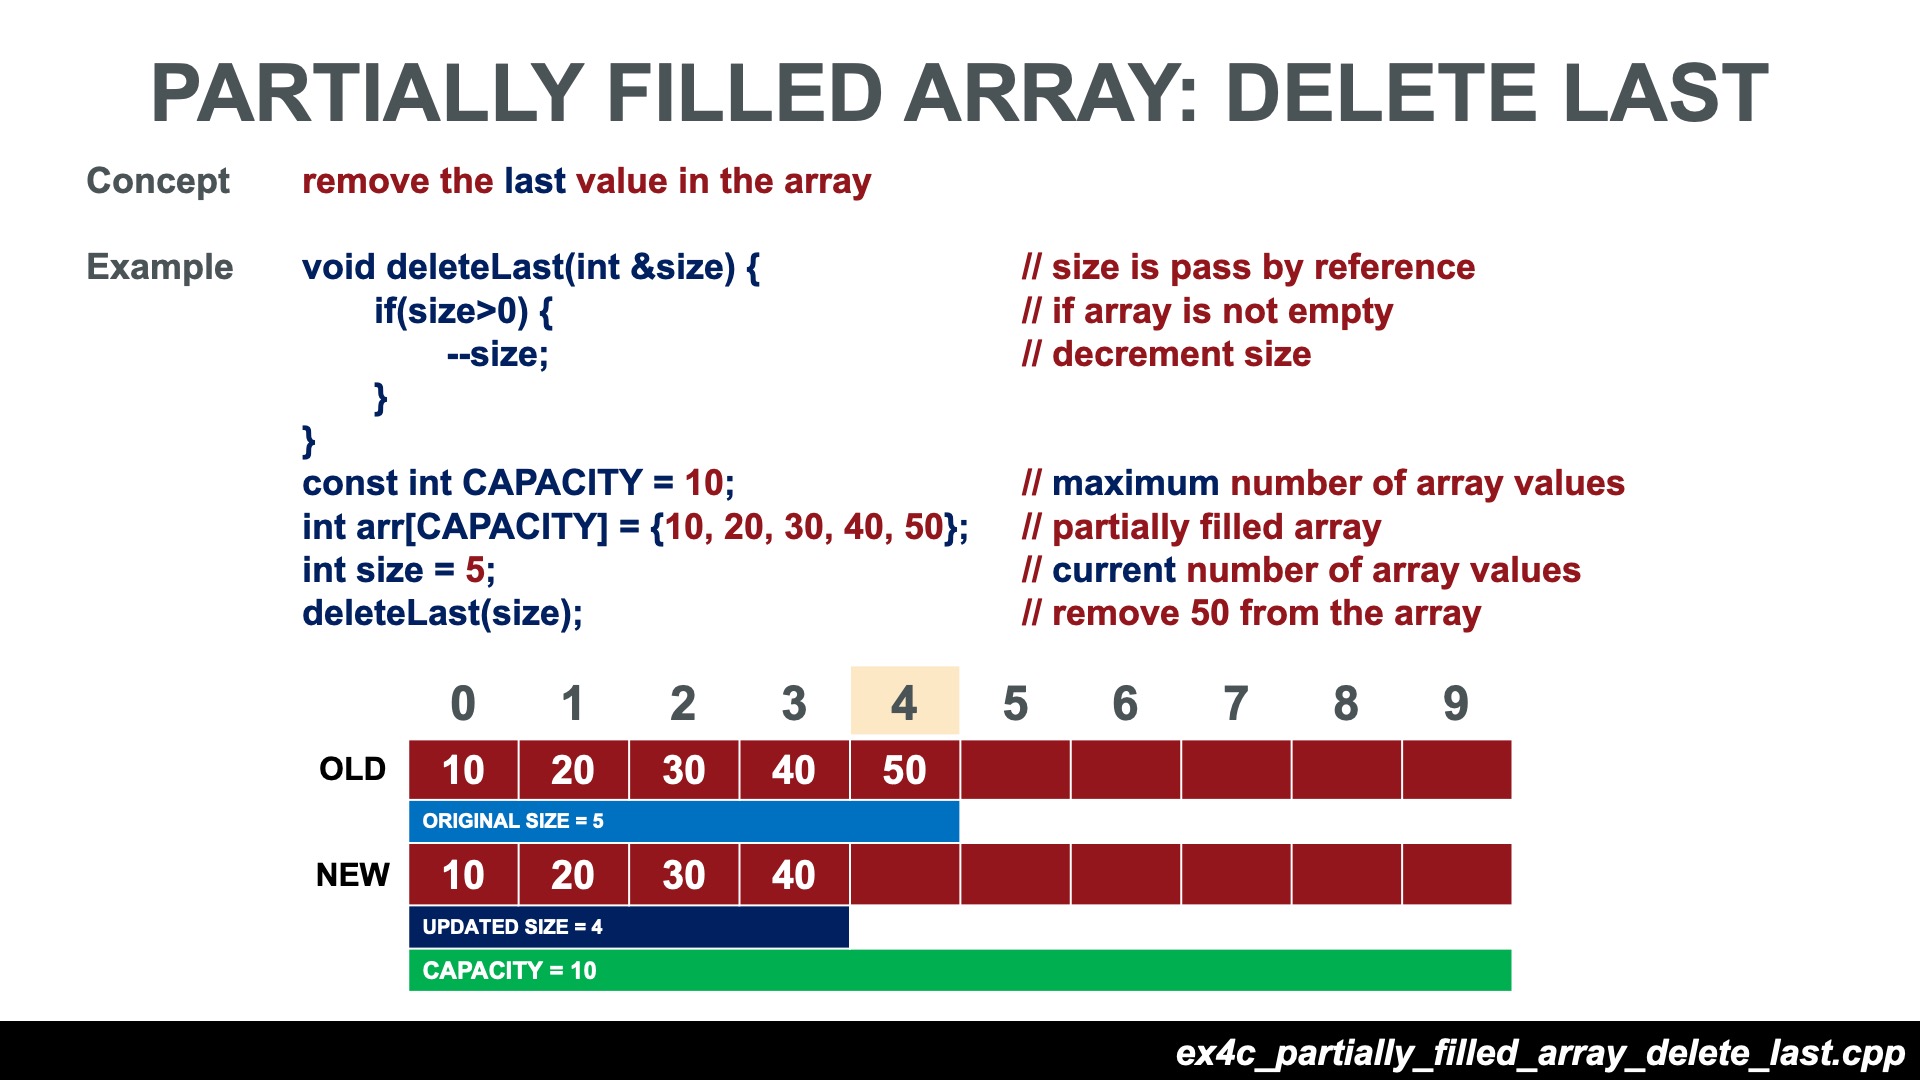 PARTIALLY FILLED ARRAY: DELETE LAST
Concept remove the last value in the array
Example void deleteLast(int &size) { // size is pass by reference
if(size>0) { // if array is not empty
--size; // decrement size
}
}
const int CAPACITY = 10; // maximum number of array values
int arr[CAPACITY] = {10, 20, 30, 40, 50}; // partially filled array
int size = 5; // current number of array values
deleteLast(size); // remove 50 from the array
0 1 2 3 4 5 6 7 8 9
OLD 10 20 30 40 50
ORIGINAL SIZE = 5
NEW 10 20 30 40
UPDATED SIZE = 4
CAPACITY = 10
ex4c_partially_filled_array_delete_last.cpp